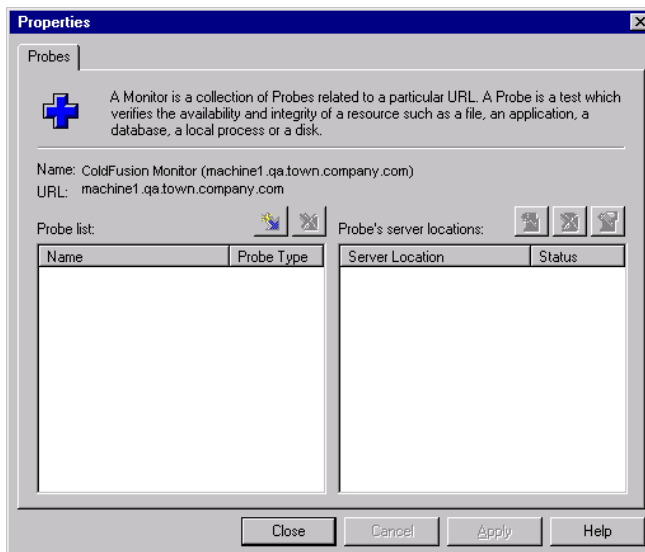 Properties
Probes
A Monitor is a collection of Probes related to a particular URL. A Probe is a test which
verifies the availability and integrity of a resource such as a file, an application, a
database, a local process or a disk.
Name: ColdFusion Monitor (machine1.qa.town.company.com)
URL: machine1.qa.town.company.com
Probe list: Probe's server locations:
Name Probe Type Server Location Status
Close Cancel Apply Help